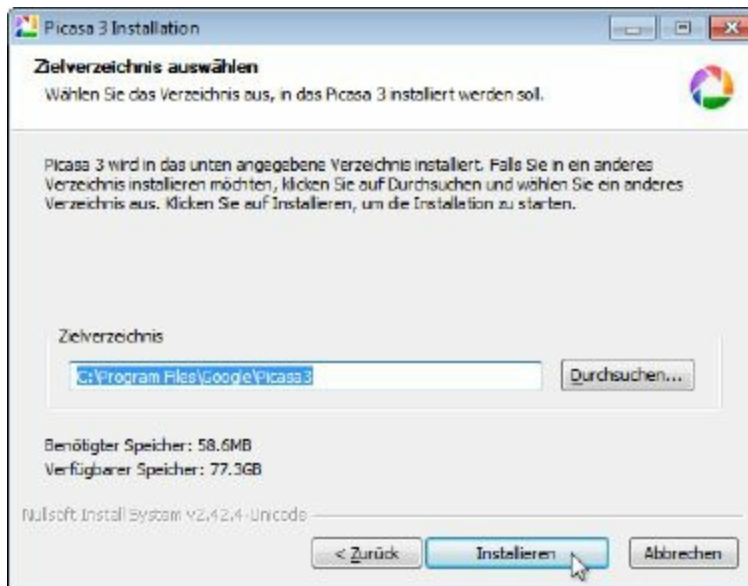 Picasa 3 Installation
Zielverzeichnis auswählen
Wählen Sie das Verzeichnis aus, in das Picasa 3 installiert werden soll.
Picasa 3 wird in das unten angegebene Verzeichnis installiert. Falls Sie in ein anderes
Verzeichnis installieren möchten, klicken Sie auf Durchsuchen und wählen Sie ein anderes
Verzeichnis aus. Klicken Sie auf Installieren, um die Installation zu starten.
Zielverzeichnis
C:\Program Files\Google\Picasa3
Durchsuchen...
Benötigter Speicher: 58.6MB
Verfügbarer Speicher: 77.3GB
Nullsoft Install System v2.42.4-Unicode
< Zurück
Installieren
Abbrechen